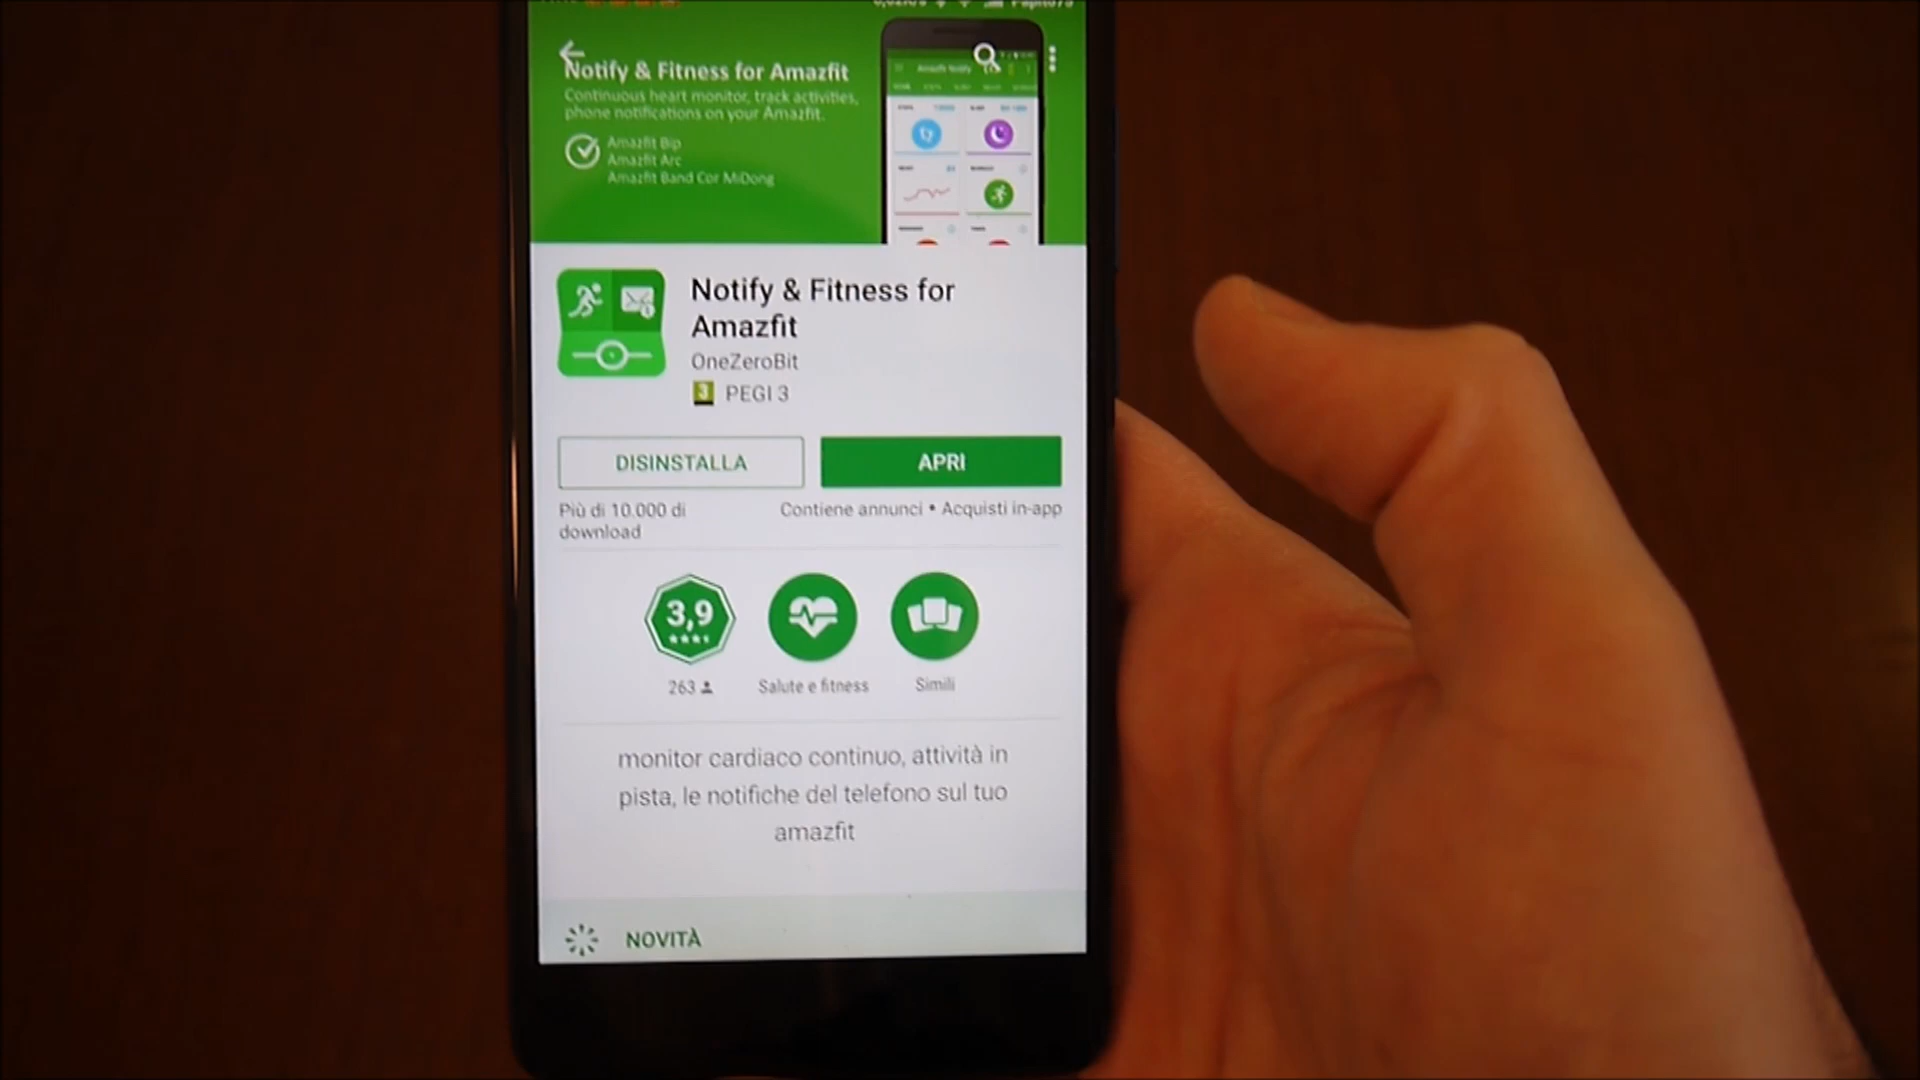 Notify & Fitness for Amazfit
Continuous heart monitor, track activities,
phone notifications on your Amazfit.
Amazfit Bip
Amazfit Arc
Amazfit Band Cor MiDong
Notify & Fitness for
Amazfit
OneZeroBit
3 PEGI 3
DISINSTALLA
APRI
Più di 10.000 di
download
Contiene annunci • Acquisti in-app
3,9
263
Salute e fitness
Simili
monitor cardiaco continuo, attività in
pista, le notifiche del telefono sul tuo
amazfit
NOVITÀ